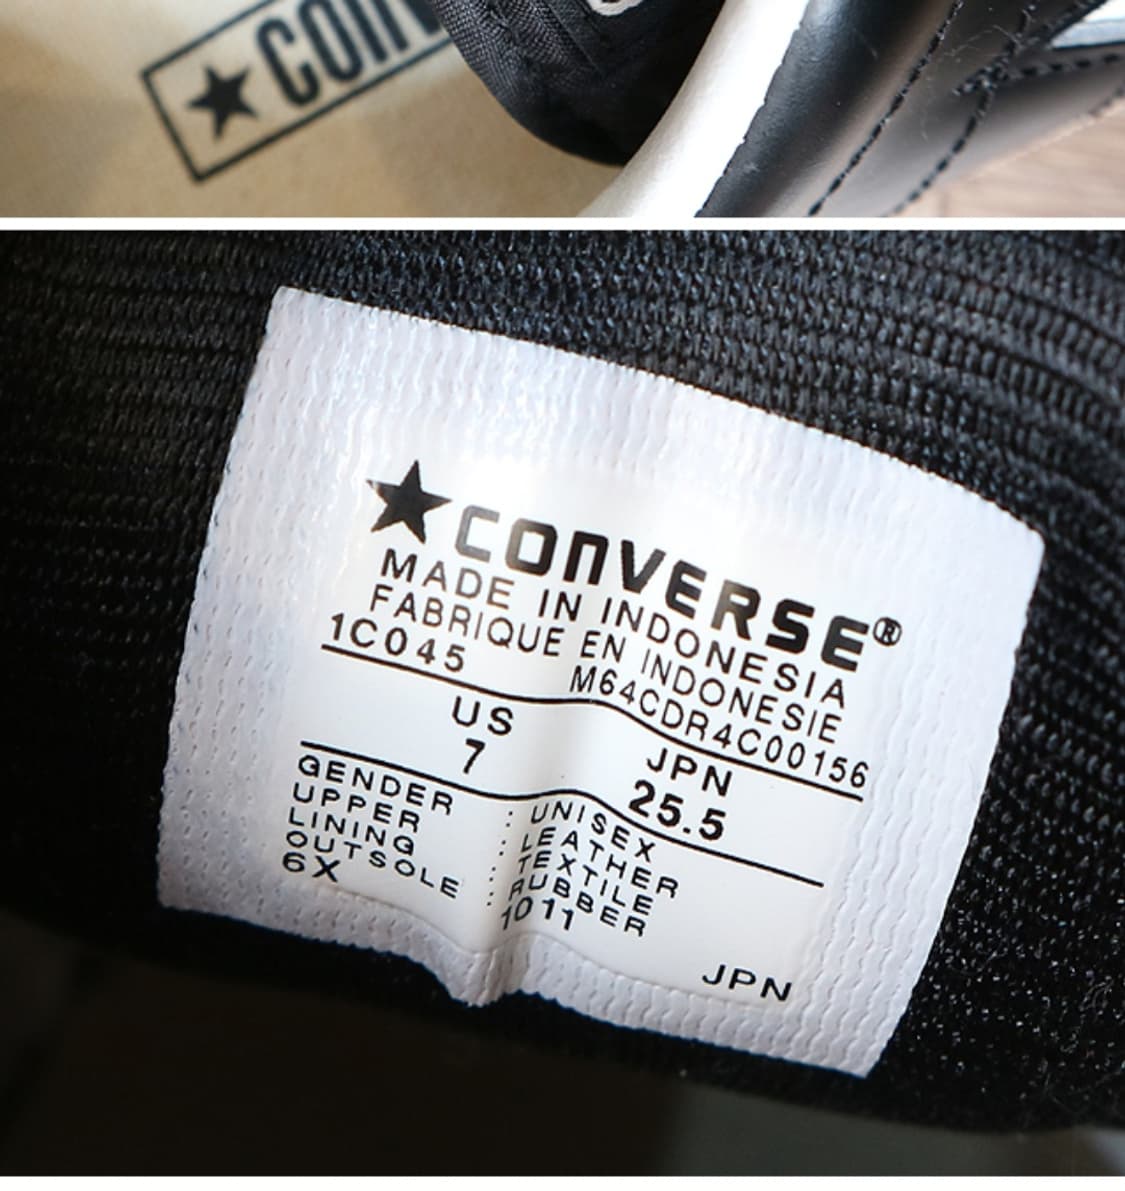 CONV
CONVERSE®
MADE IN INDONESIA
FABRIQUE EN INDONESIE
1C045 M64CDR4C00156
US JPN
7 25.5
GENDER : UNISEX
UPPER : LEATHER
LINING : TEXTILE
OUTSOLE : RUBBER
6X 1011
JPN